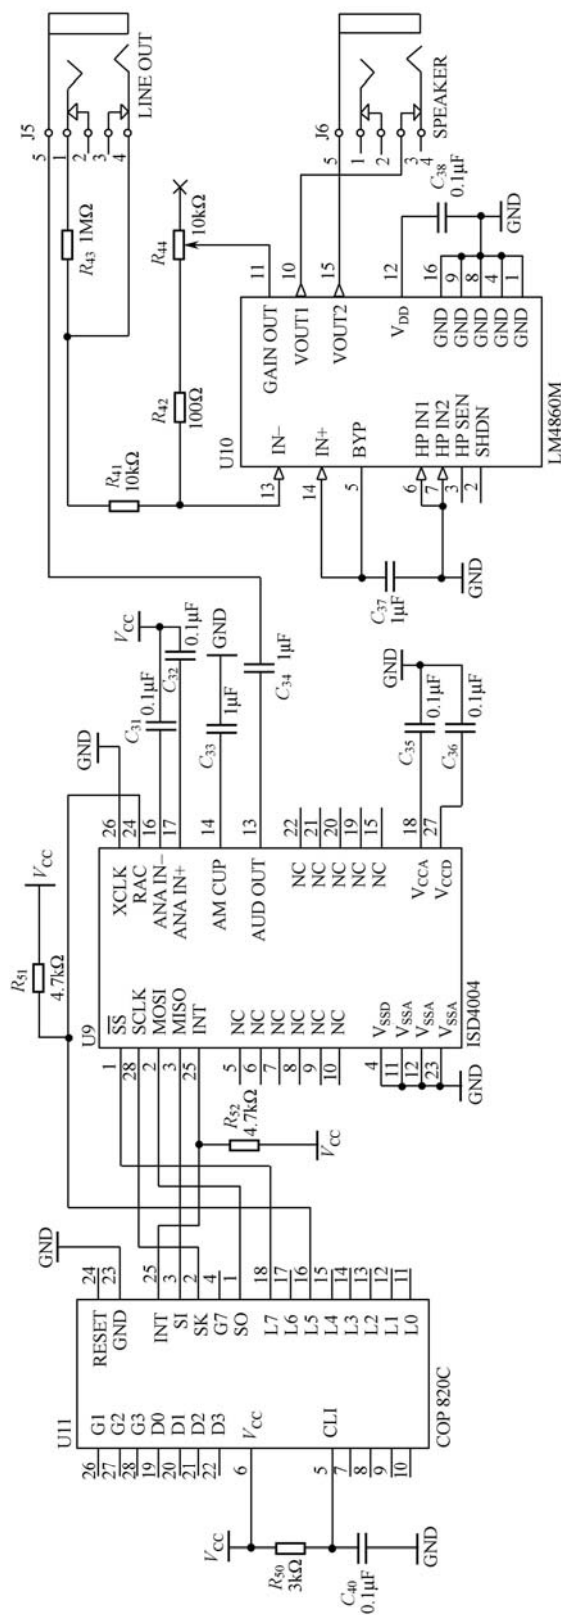 U11
COP 820C
26
G1
27
G2
28
G3
19
D0
20
D1
21
D2
22
D3
6
VCC
5
CLI
7
8
9
10
VCC
R50
3kΩ
C40
0.1μF
GND
24
RESET
23
GND
GND
25
INT
3
SI
2
SK
4
G7
1
SO
18
L7
17
L6
16
L5
15
L4
14
L3
13
L2
12
L1
11
L0
VCC
R51
4.7kΩ
R52
4.7kΩ
VCC
U9
ISD4004
1
SS
28
SCLK
2
MOSI
3
MISO
25
INT
5
NC
6
NC
7
NC
8
NC
9
NC
10
NC
4
VSSD
11
VSSA
12
VSSA
23
VSSA
GND
26
XCLK
GND
24
RAC
16
ANA IN−
17
ANA IN+
14
AM CUP
13
AUD OUT
22
NC
21
NC
20
NC
19
NC
15
NC
18
VCCA
27
VCCD
C31
0.1μF
C32
0.1μF
VCC
C33
1μF
GND
C34
1μF
C35
0.1μF
C36
0.1μF
GND
R41
10kΩ
R42
100Ω
R43
1MΩ
R44
10kΩ
J5
5
1
2
3
4
LINE OUT
U10
LM4860M
13
IN−
14
IN+
5
BYP
6
HP IN1
7
HP IN2
3
HP SEN
2
SHDN
C37
1μF
GND
11
GAIN OUT
10
VOUT1
15
VOUT2
12
VDD
16
GND
9
GND
8
GND
4
GND
1
GND
C38
0.1μF
GND
J6
5
1
2
3
4
SPEAKER